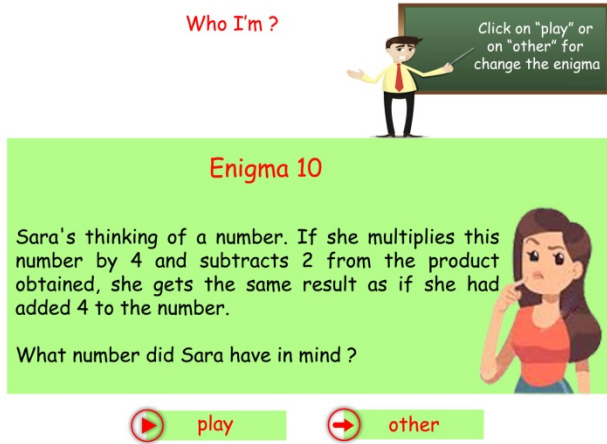 Who I'm ?
Click on "play" or
on "other" for
change the enigma
Enigma 10
Sara's thinking of a number. If she multiplies this
number by 4 and subtracts 2 from the product
obtained, she gets the same result as if she had
added 4 to the number.
What number did Sara have in mind ?
play
other